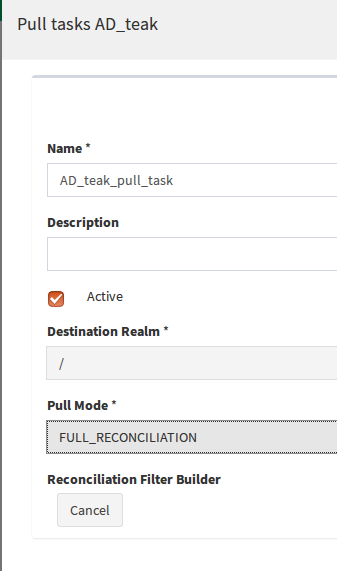 Pull tasks AD_teak
Name *
AD_teak_pull_task
Description
Active
Destination Realm *
/
Pull Mode *
FULL_RECONCILIATION
Reconciliation Filter Builder
Cancel